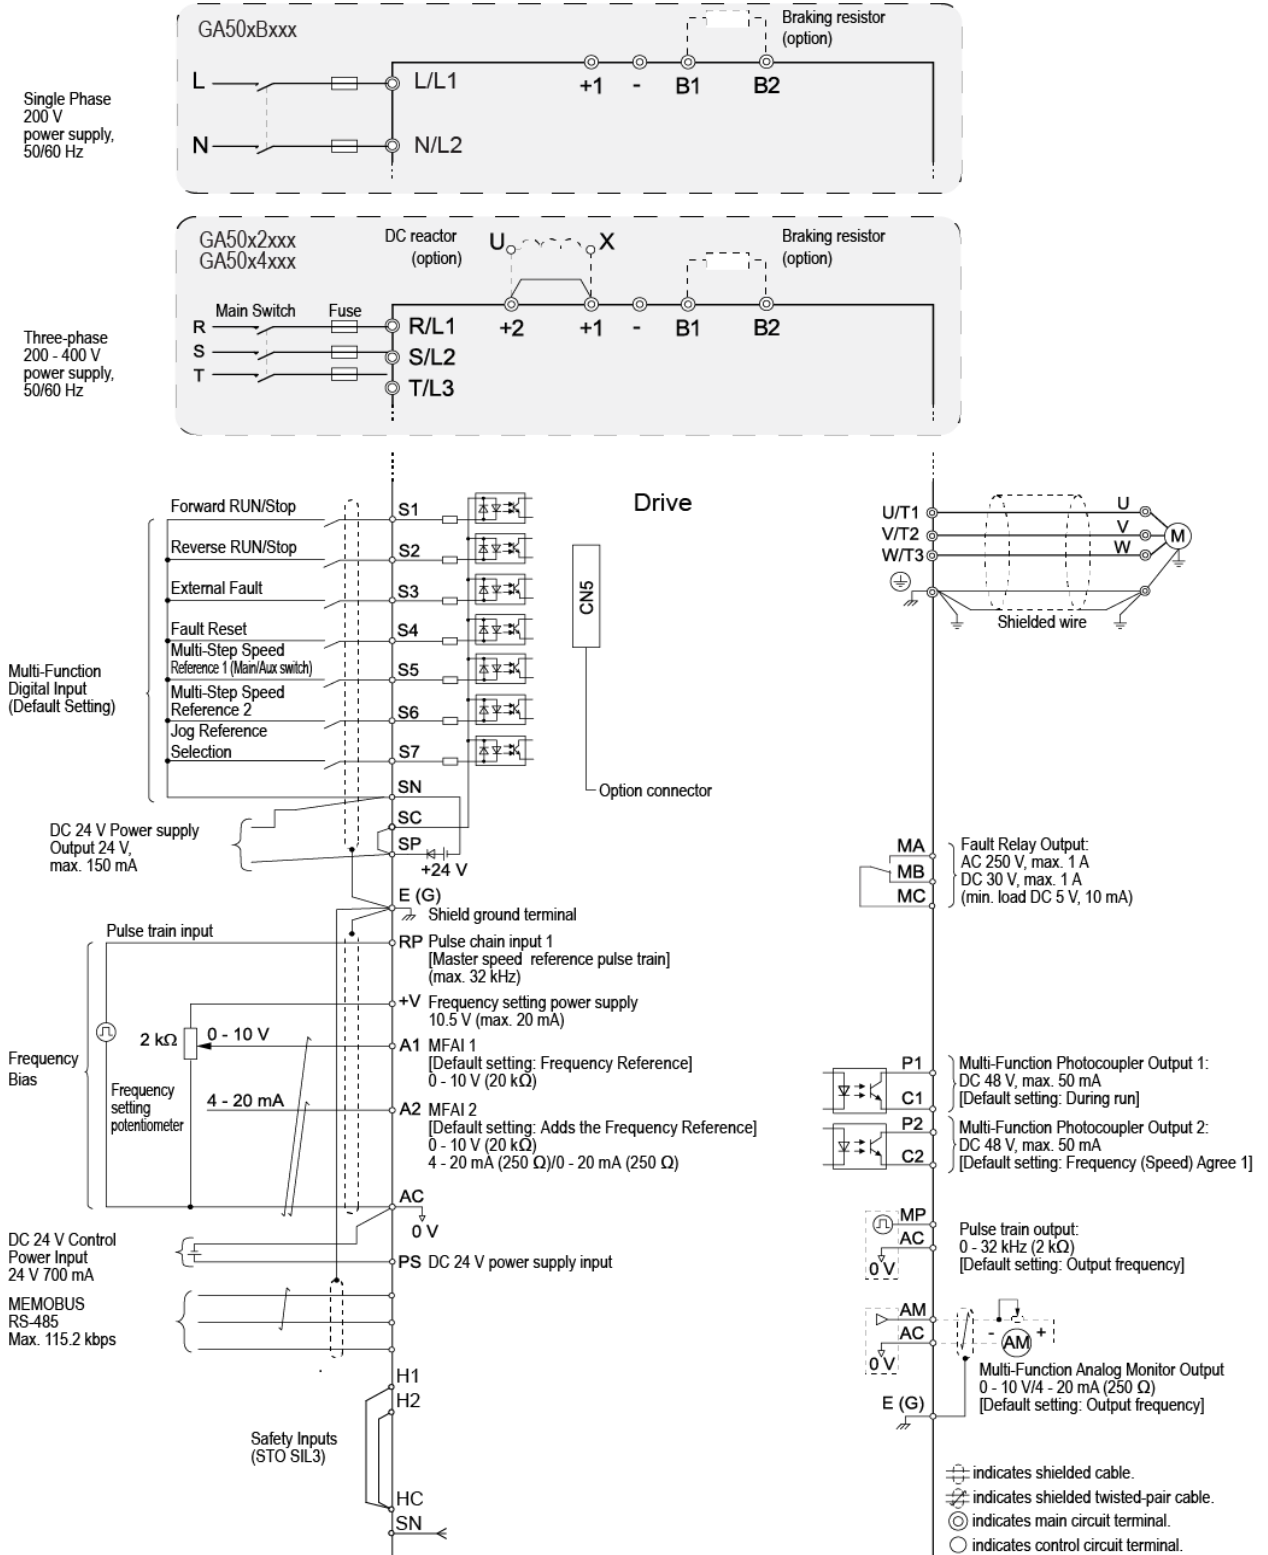 GA50xBxxx
Braking resistor
(option)
L
L/L1
+1
-
B1
B2
Single Phase
200 V
power supply,
50/60 Hz
N
N/L2
GA50x2xxx
GA50x4xxx
DC reactor
(option)
U
X
Braking resistor
(option)
Main Switch
Fuse
R
R/L1
+2
+1
-
B1
B2
S
S/L2
T
T/L3
Three-phase
200 - 400 V
power supply,
50/60 Hz
Drive
Forward RUN/Stop
S1
Reverse RUN/Stop
S2
External Fault
S3
Fault Reset
S4
Multi-Step Speed
Reference 1 (Main/Aux switch)
S5
Multi-Step Speed
Reference 2
S6
Jog Reference
Selection
S7
Multi-Function
Digital Input
(Default Setting)
CN5
Option connector
SN
SC
SP
+24 V
DC 24 V Power supply
Output 24 V,
max. 150 mA
E (G)
Shield ground terminal
U/T1
V/T2
W/T3
U
V
W
M
Shielded wire
MA
MB
MC
Fault Relay Output:
AC 250 V, max. 1 A
DC 30 V, max. 1 A
(min. load DC 5 V, 10 mA)
Pulse train input
RP
Pulse chain input 1
[Master speed reference pulse train]
(max. 32 kHz)
+V
Frequency setting power supply
10.5 V (max. 20 mA)
2 kΩ
0 - 10 V
A1
MFAI 1
[Default setting: Frequency Reference]
0 - 10 V (20 kΩ)
Frequency
Bias
Frequency
setting
potentiometer
4 - 20 mA
A2
MFAI 2
[Default setting: Adds the Frequency Reference]
0 - 10 V (20 kΩ)
4 - 20 mA (250 Ω)/0 - 20 mA (250 Ω)
AC
0 V
P1
C1
Multi-Function Photocoupler Output 1:
DC 48 V, max. 50 mA
[Default setting: During run]
P2
C2
Multi-Function Photocoupler Output 2:
DC 48 V, max. 50 mA
[Default setting: Frequency (Speed) Agree 1]
DC 24 V Control
Power Input
24 V 700 mA
PS
DC 24 V power supply input
MP
AC
0 V
Pulse train output:
0 - 32 kHz (2 kΩ)
[Default setting: Output frequency]
MEMOBUS
RS-485
Max. 115.2 kbps
AM
AC
0 V
-
AM
+
Multi-Function Analog Monitor Output
0 - 10 V/4 - 20 mA (250 Ω)
[Default setting: Output frequency]
E (G)
H1
H2
Safety Inputs
(STO SIL3)
HC
SN
indicates shielded cable.
indicates shielded twisted-pair cable.
indicates main circuit terminal.
indicates control circuit terminal.